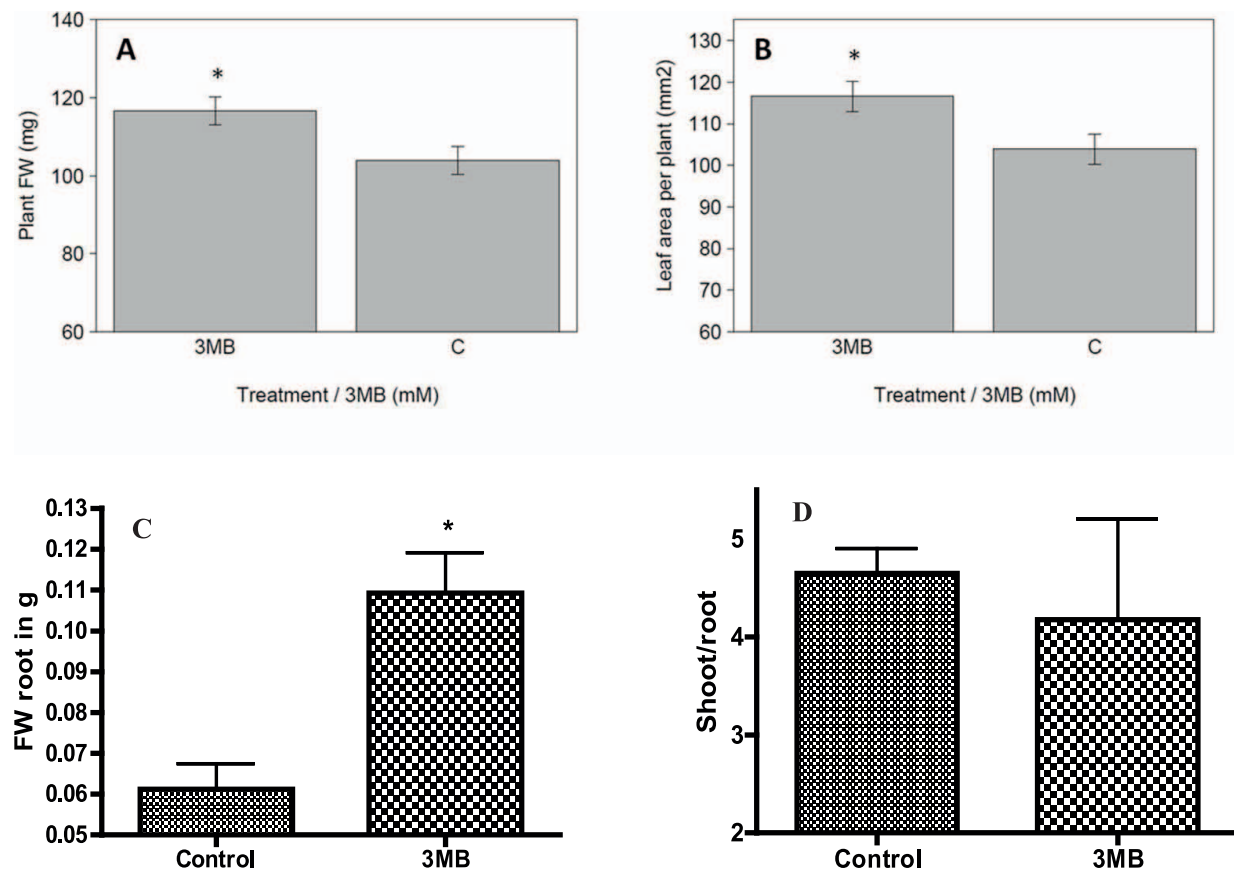 A
*
Plant FW (mg)
140
120
100
80
60
3MB
C
Treatment / 3MB (mM)
B
*
Leaf area per plant (mm2)
130
120
110
100
90
80
70
60
3MB
C
Treatment / 3MB (mM)
C
*
FW root in g
0.13
0.12
0.11
0.10
0.09
0.08
0.07
0.06
0.05
Control
3MB
D
Shoot/root
5
4
3
2
Control
3MB